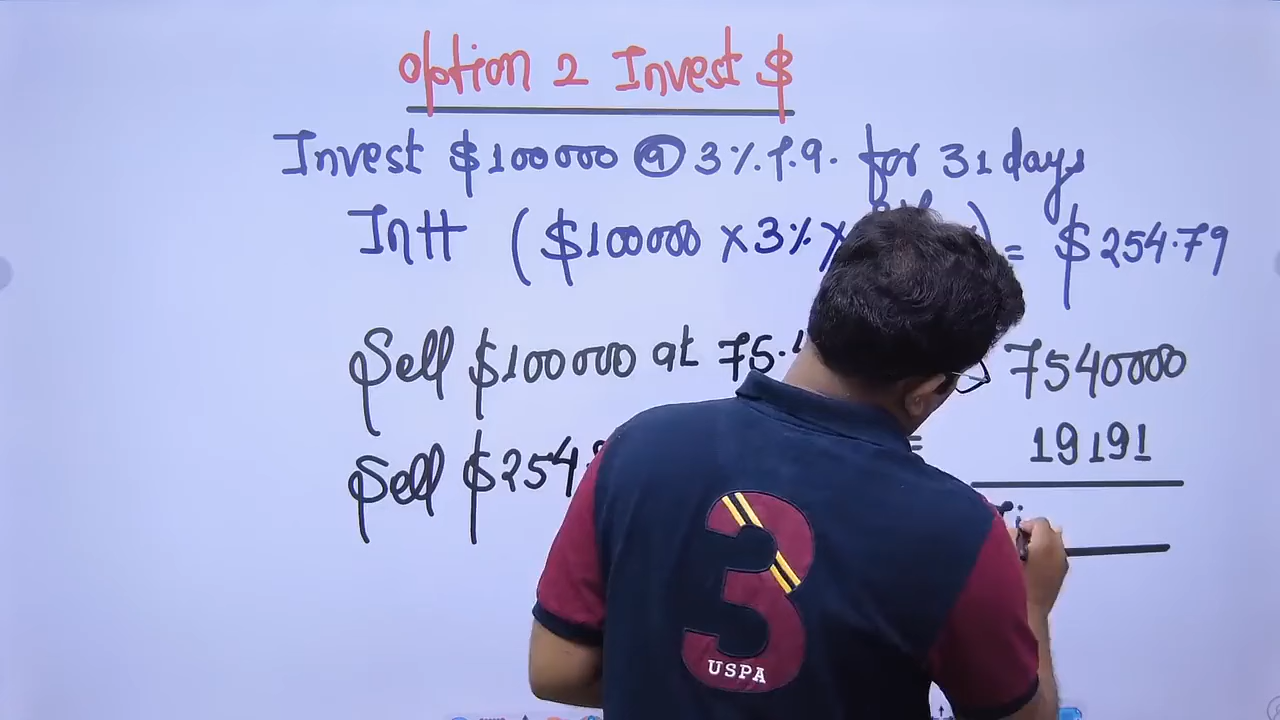 Option 2 Invest $
Invest $100000 @ 3%.p.a. for 31 days
Intt ($100000 × 3% × ) = $254.79
Sell $100000 at 75. 7540000
Sell $254. = 19191
3
USPA